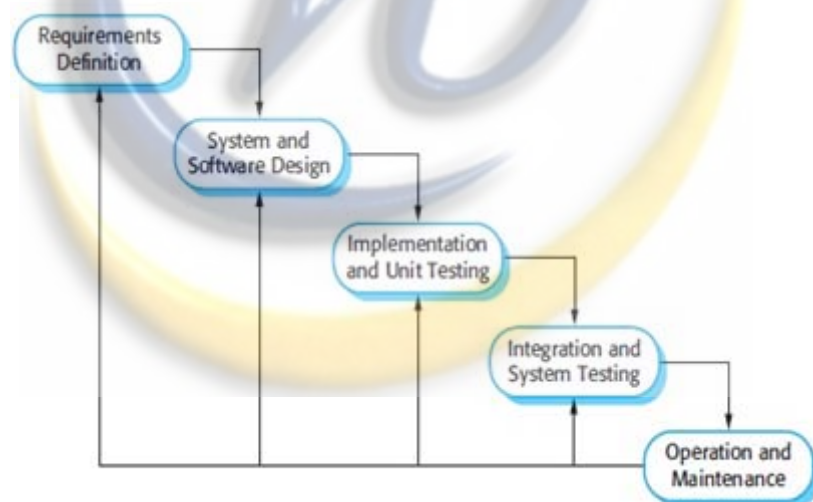 Requirements
Definition
System and
Software Design
Implementation
and Unit Testing
Integration and
System Testing
Operation and
Maintenance